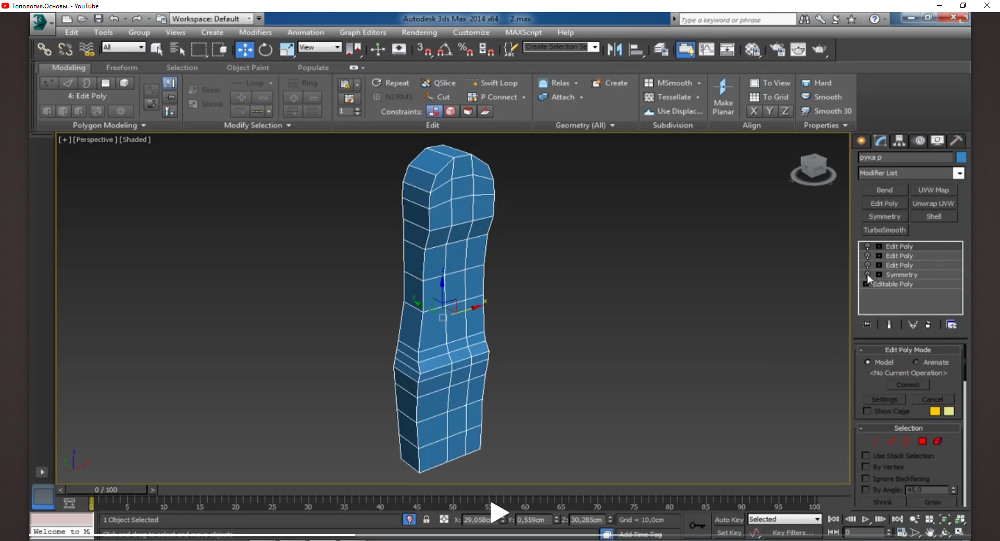 Топология.Основы. - YouTube
Workspace: Default
Autodesk 3ds Max 2014 x64 2.max
Type a keyword or phrase
Edit Tools Group Views Create Modifiers Animation Graph Editors Rendering Customize MAXScript Help
All
View
3
%
ABC
Create Selection Se
Modeling Freeform Selection Object Paint Populate
Loop Ring Repeat QSlice Swift Loop Relax Create MSmooth To View Hard
Grow
4: Edit Poly NURMS Cut P Connect Attach Tessellate To Grid Smooth
Shrink Make
Planar
1 Constraints: Use Displac... X Y Z Smooth 30
Polygon Modeling Modify Selection Edit Geometry (All) Subdivision Align Properties
[+][Perspective][Shaded]
рука р
Modifier List
Bend UVW Map
Edit Poly Unwrap UVW
Symmetry Shell
TurboSmooth
Edit Poly
Edit Poly
Edit Poly
Symmetry
Editable Poly
z
y x
Edit Poly Mode
Model Animate
<No Current Operation>
Commit
Settings Cancel
Show Cage
Selection
Use Stack Selection
By Vertex
Ignore Backfacing
By Angle: 45,0
Shrink Grow
z
y x
< 0 / 100 >
0 5 10 15 20 25 30 35 40 45 50 55 60 65 70 75 80 85 90 95 100
1 Object Selected X: 29,058c Y: 0,559cm Z: 30,285cm Grid = 10,0cm Auto Key Selected
Welcome to M Click and drag to select and move objects Add Time Tag Set Key Key Filters... 0